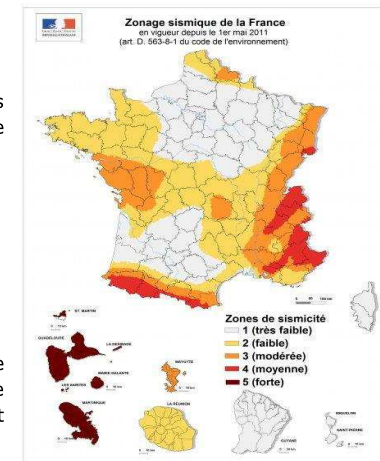 Zonage sismique de la France
en vigueur depuis le 1er mai 2011
(art. D. 563-8-1 du code de l'environnement)
s
e
ST. MARTIN
GUADELOUPE
LA DESIRADE
MARIE-GALANTE
LES SAINTES
MARTINIQUE
MAYOTTE
LA RÉUNION
Zones de sismicité
1 (très faible)
2 (faible)
3 (modérée)
4 (moyenne)
5 (forte)
GUYANE
MIQUELON
SAINT-PIERRE
e
e
t